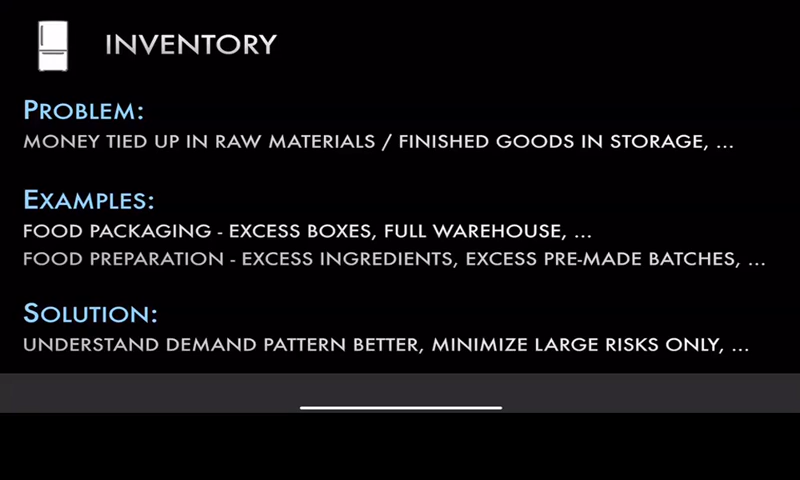 INVENTORY
PROBLEM:
MONEY TIED UP IN RAW MATERIALS / FINISHED GOODS IN STORAGE, ...
EXAMPLES:
FOOD PACKAGING - EXCESS BOXES, FULL WAREHOUSE, ...
FOOD PREPARATION - EXCESS INGREDIENTS, EXCESS PRE-MADE BATCHES, ...
SOLUTION:
UNDERSTAND DEMAND PATTERN BETTER, MINIMIZE LARGE RISKS ONLY, ...